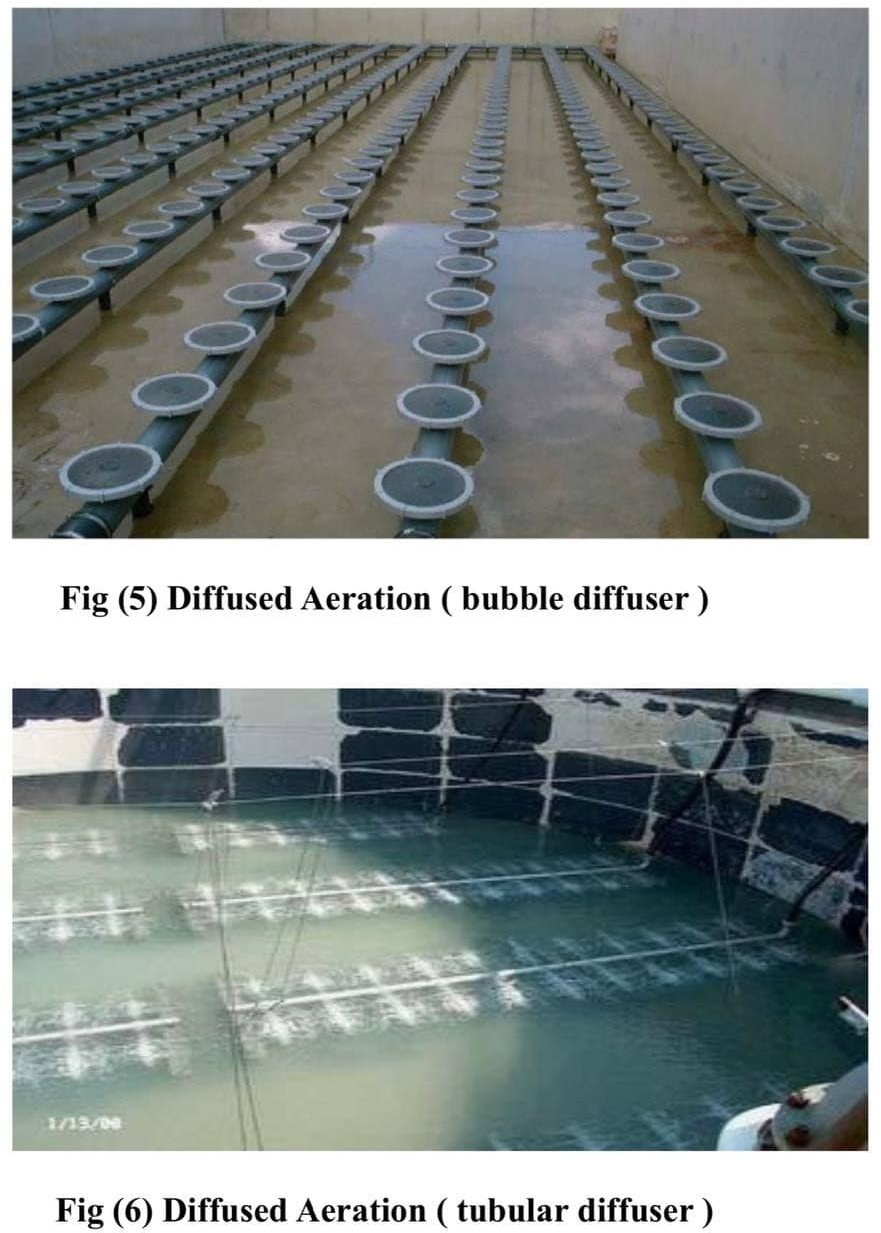 Fig (5) Diffused Aeration ( bubble diffuser )
1/13/00
Fig (6) Diffused Aeration ( tubular diffuser )